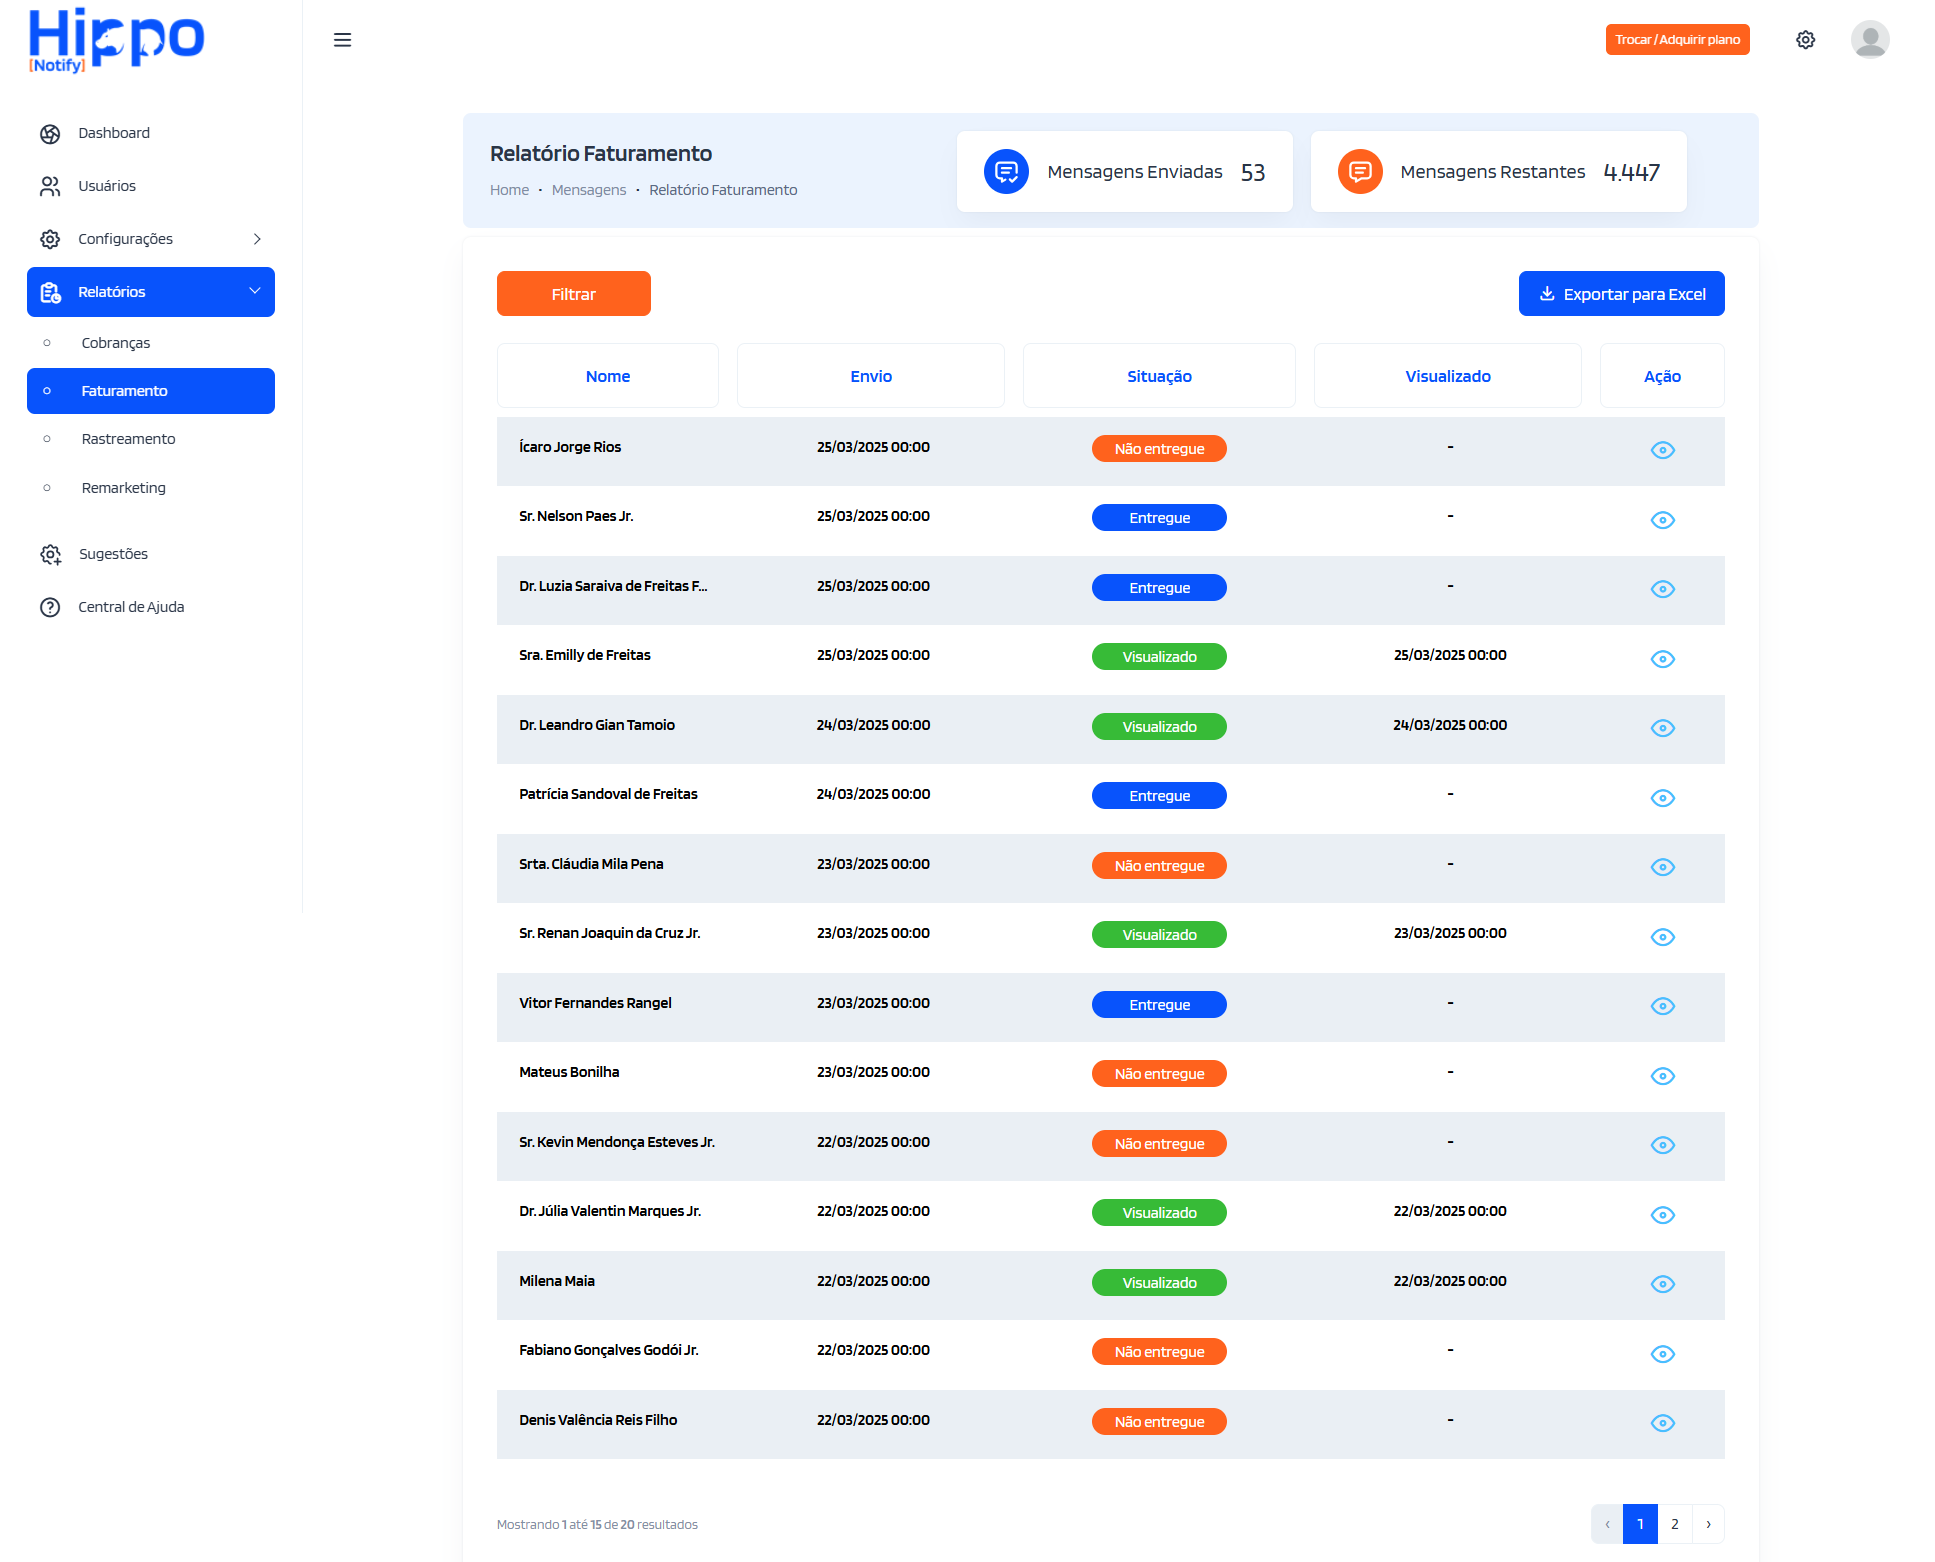 Hippo
[Notify]
Trocar / Adquirir plano
Dashboard
Usuários
Configurações
Relatórios
Cobranças
Faturamento
Rastreamento
Remarketing
Sugestões
Central de Ajuda
Relatório Faturamento
Home • Mensagens • Relatório Faturamento
Mensagens Enviadas 53
Mensagens Restantes 4.447
Filtrar
Exportar para Excel
Nome Envio Situação Visualizado Ação
Ícaro Jorge Rios 25/03/2025 00:00 Não entregue -
Sr. Nelson Paes Jr. 25/03/2025 00:00 Entregue -
Dr. Luzia Saraiva de Freitas F... 25/03/2025 00:00 Entregue -
Sra. Emilly de Freitas 25/03/2025 00:00 Visualizado 25/03/2025 00:00
Dr. Leandro Gian Tamoio 24/03/2025 00:00 Visualizado 24/03/2025 00:00
Patrícia Sandoval de Freitas 24/03/2025 00:00 Entregue -
Srta. Cláudia Mila Pena 23/03/2025 00:00 Não entregue -
Sr. Renan Joaquin da Cruz Jr. 23/03/2025 00:00 Visualizado 23/03/2025 00:00
Vitor Fernandes Rangel 23/03/2025 00:00 Entregue -
Mateus Bonilha 23/03/2025 00:00 Não entregue -
Sr. Kevin Mendonça Esteves Jr. 22/03/2025 00:00 Não entregue -
Dr. Júlia Valentin Marques Jr. 22/03/2025 00:00 Visualizado 22/03/2025 00:00
Milena Maia 22/03/2025 00:00 Visualizado 22/03/2025 00:00
Fabiano Gonçalves Godói Jr. 22/03/2025 00:00 Não entregue -
Denis Valência Reis Filho 22/03/2025 00:00 Não entregue -
Mostrando 1 até 15 de 20 resultados
‹ 1 2 ›